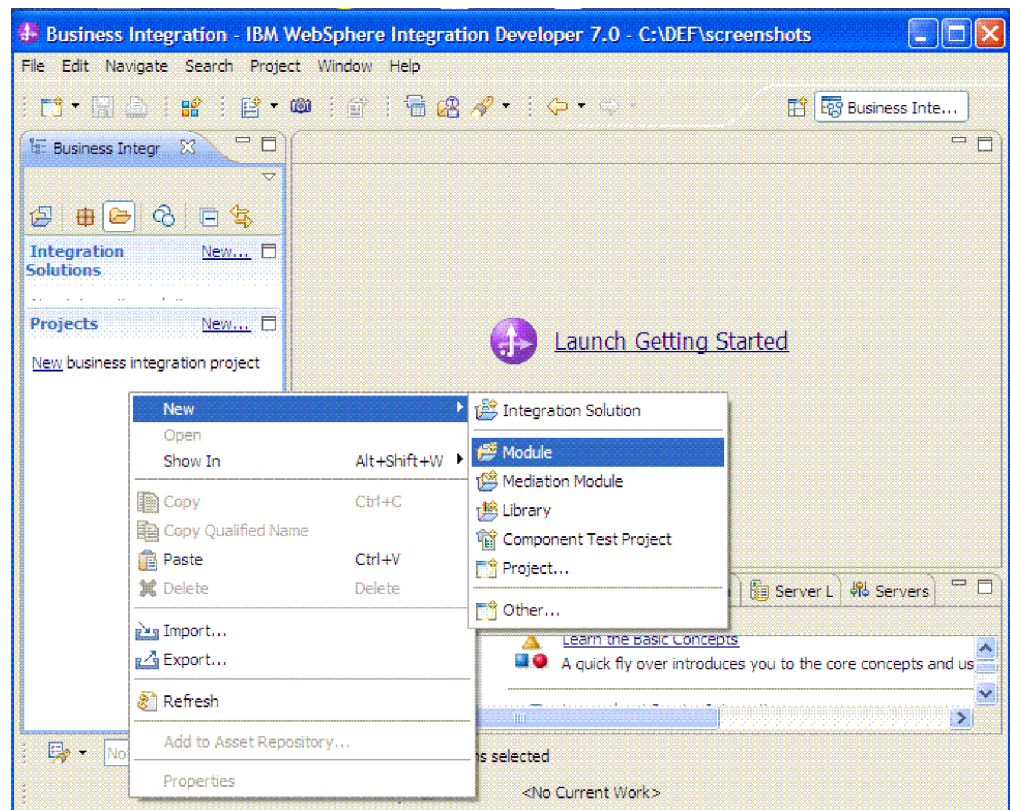 Business Integration - IBM WebSphere Integration Developer 7.0 - C:\DEF\screenshots
File Edit Navigate Search Project Window Help
Business Inte...
Business Integr
Integration Solutions
New...
Projects
New...
New business integration project
Launch Getting Started
New
Open
Show In Alt+Shift+W
Copy Ctrl+C
Copy Qualified Name
Paste Ctrl+V
Delete Delete
Import...
Export...
Refresh
Add to Asset Repository...
Properties
Integration Solution
Module
Mediation Module
Library
Component Test Project
Project...
Other...
Server L
Servers
Learn the Basic Concepts
A quick fly over introduces you to the core concepts and us
No
selected
<No Current Work>